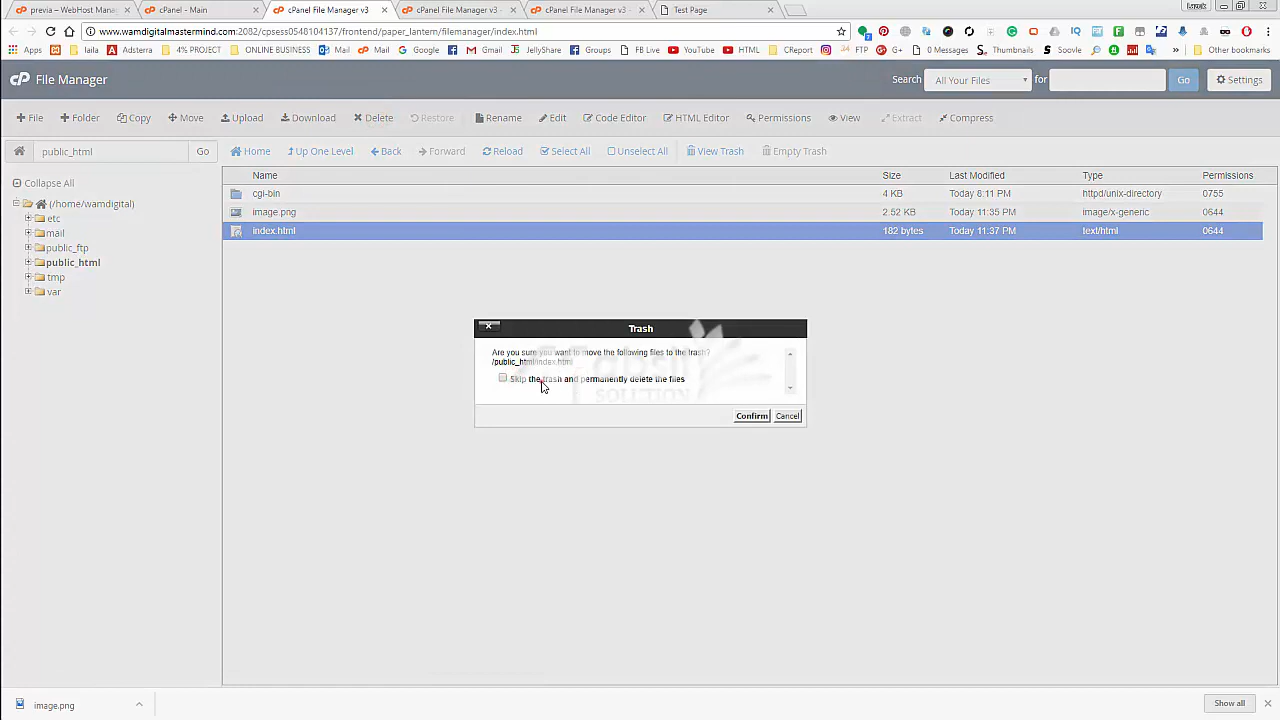 previa – WebHost Mana
cPanel - Main
cPanel File Manager v3
cPanel File Manager v3
cPanel File Manager v3
Test Page
www.wamdigitalmastermind.com:2082/cpsess0548104137/frontend/paper_lantern/filemanager/index.html
Apps
laila
Adsterra
4% PROJECT
ONLINE BUSINESS
Mail
Google
Gmail
JellyShare
Groups
FB Live
YouTube
HTML
CReport
FTP
G+
0 Messages
Thumbnails
Soovle
»
Other bookmarks
cP File Manager
Search
All Your Files
for
Go
Settings
File
Folder
Copy
Move
Upload
Download
Delete
Restore
Rename
Edit
Code Editor
HTML Editor
Permissions
View
Extract
Compress
public_html
Go
Home
Up One Level
Back
Forward
Reload
Select All
Unselect All
View Trash
Empty Trash
Collapse All
(/home/wamdigital)
etc
mail
public_ftp
public_html
tmp
var
Name Size Last Modified Type Permissions
cgi-bin 4 KB Today 8:11 PM httpd/unix-directory 0755
image.png 2.52 KB Today 11:35 PM image/x-generic 0644
index.html 182 bytes Today 11:37 PM text/html 0644
Trash
Are you sure you want to move the following files to the trash?
/public_html/index.html
Skip the trash and permanently delete the files
SOLUTION
Confirm
Cancel
image.png
Show all